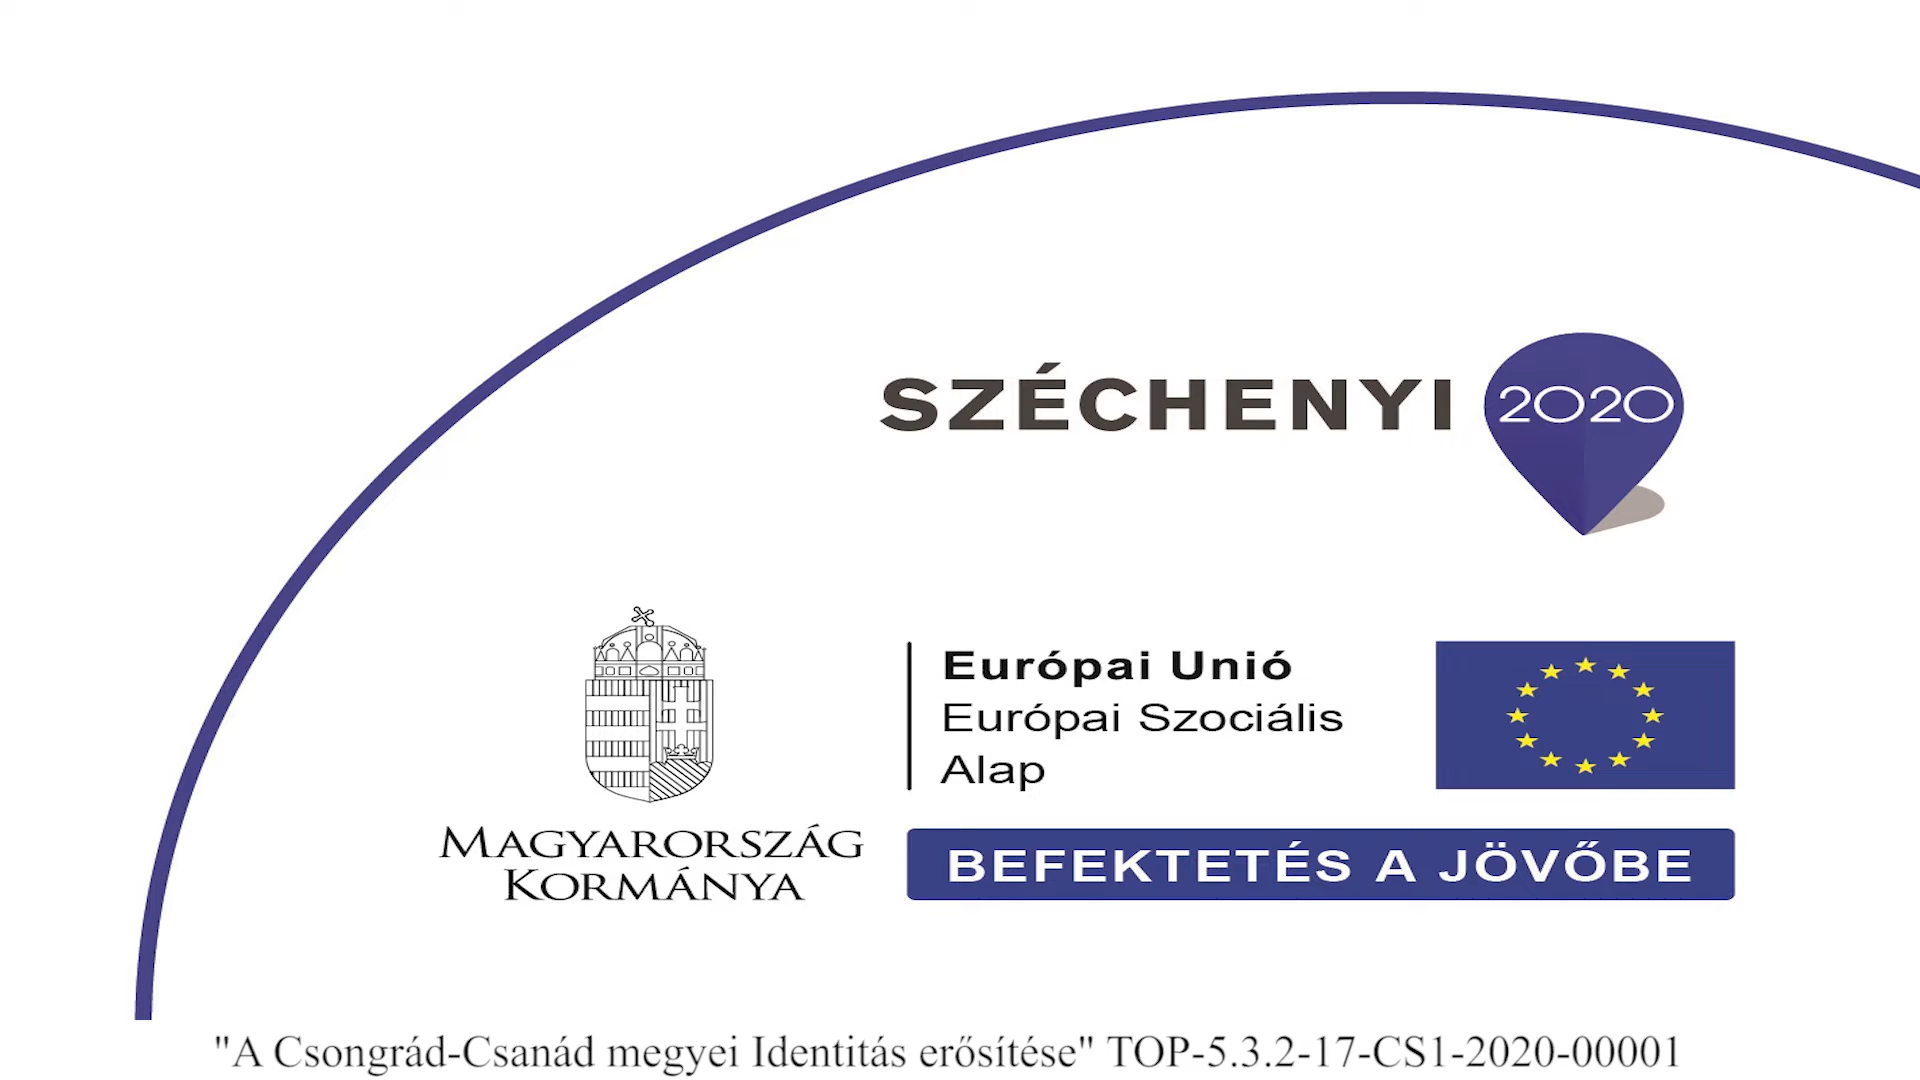 SZÉCHENYI 2020
Európai Unió
Európai Szociális
Alap
MAGYARORSZÁG
KORMÁNYA
BEFEKTETÉS A JÖVŐBE
"A Csongrád-Csanád megyei Identitás erősítése" TOP-5.3.2-17-CS1-2020-00001